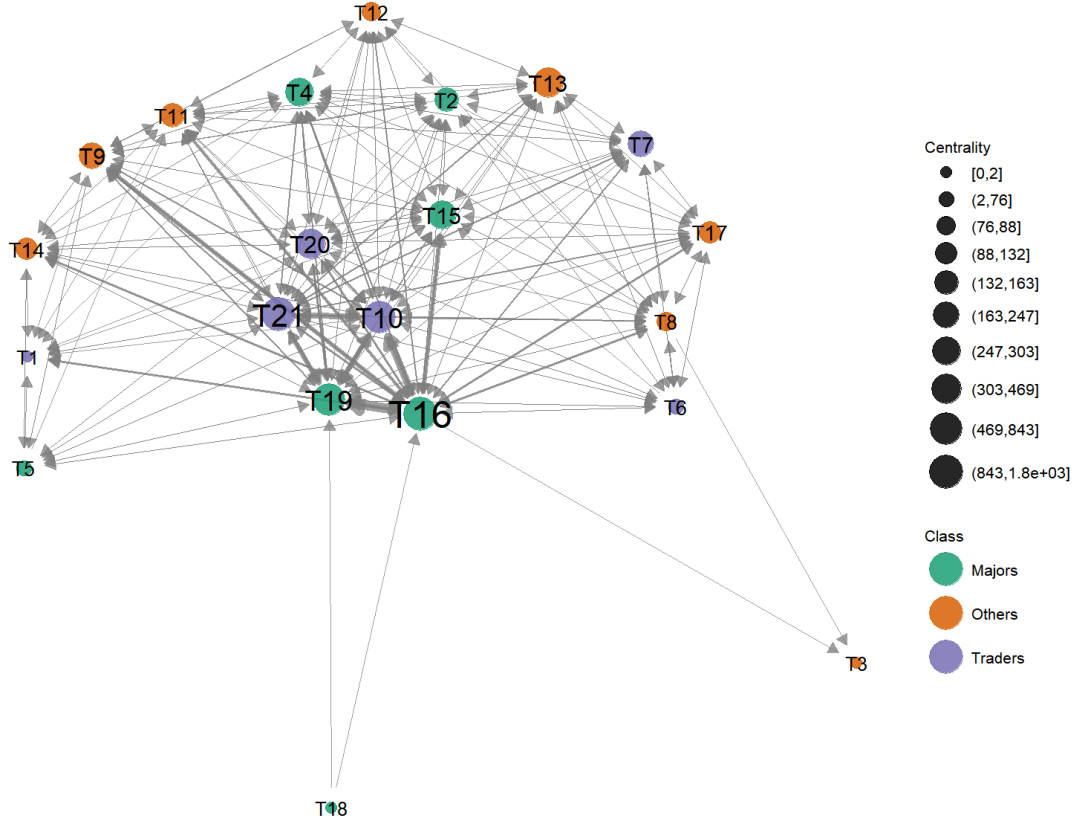 T12
T13
T4
T2
T11
T7
T9
T15
T17
T20
T14
T21
T10
T8
T1
T19
T16
T6
T5
T3
T18
Centrality
[0,2]
(2,76]
(76,88]
(88,132]
(132,163]
(163,247]
(247,303]
(303,469]
(469,843]
(843,1.8e+03]
Class
Majors
Others
Traders